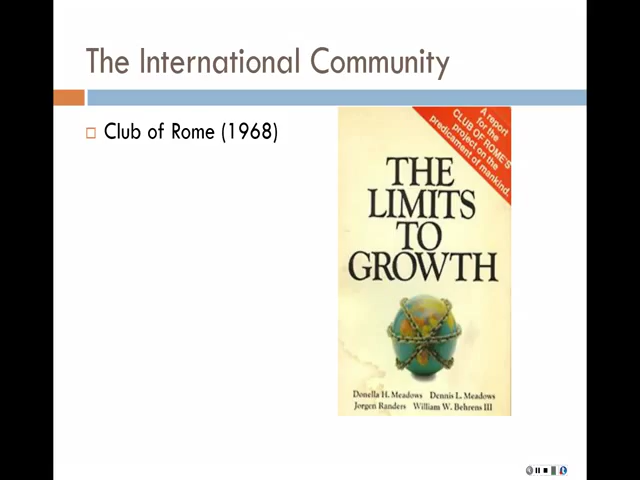 The International Community
Club of Rome (1968)
A report
for the
CLUB OF ROME'S
project on the
predicament of mankind.
THE
LIMITS
TO
GROWTH
Donella H. Meadows Dennis L. Meadows
Jorgen Randers William W. Behrens III